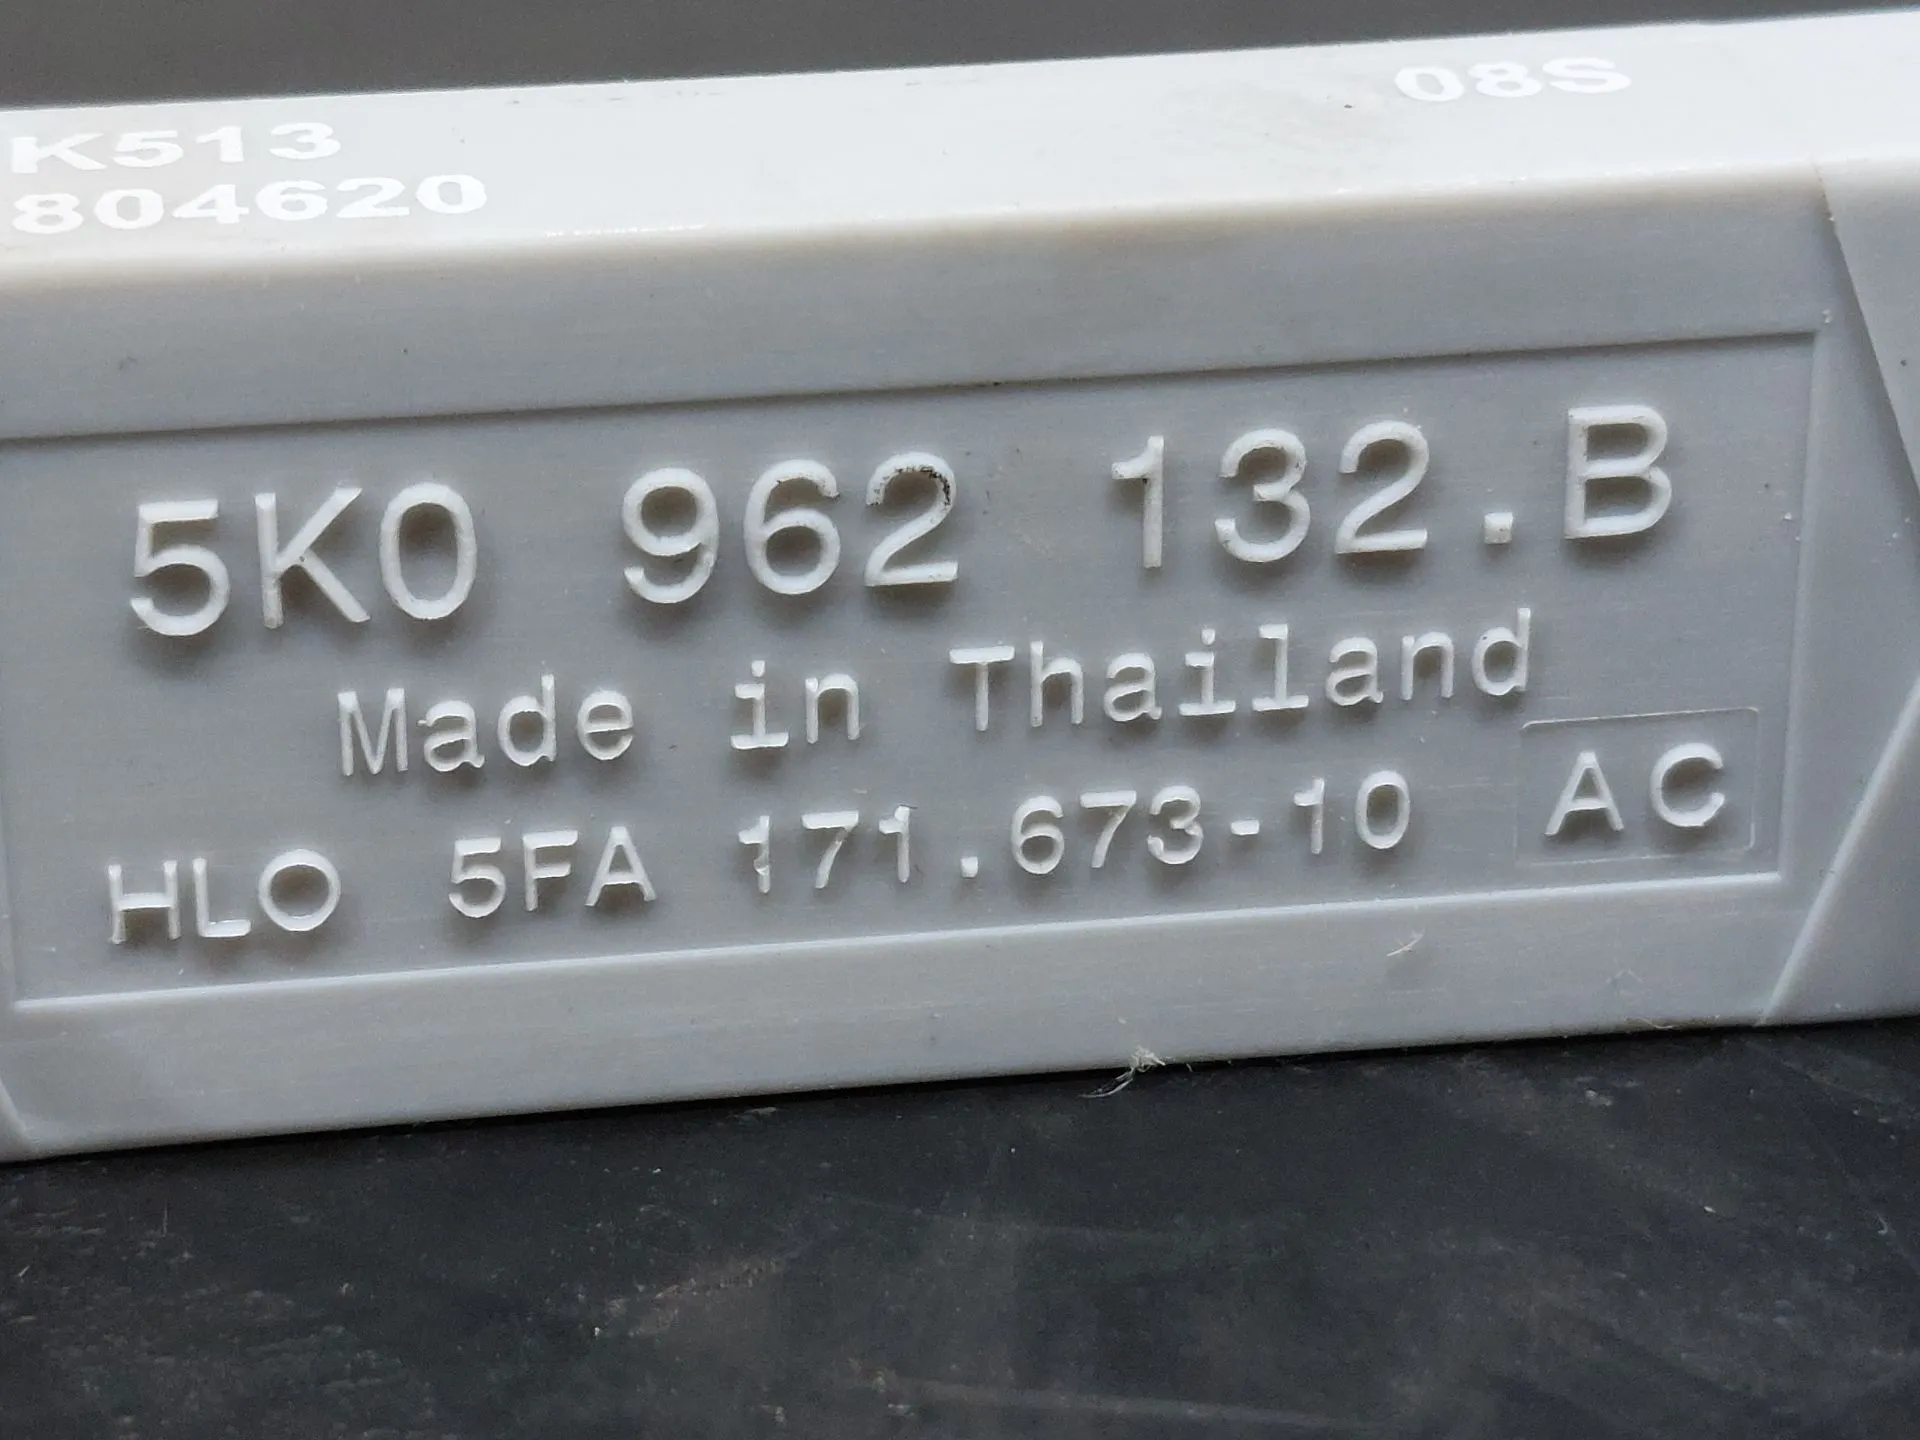 K513
08S
804620
5K0 962 132.B
Made in Thailand
HLO 5FA 171.673-10 AC